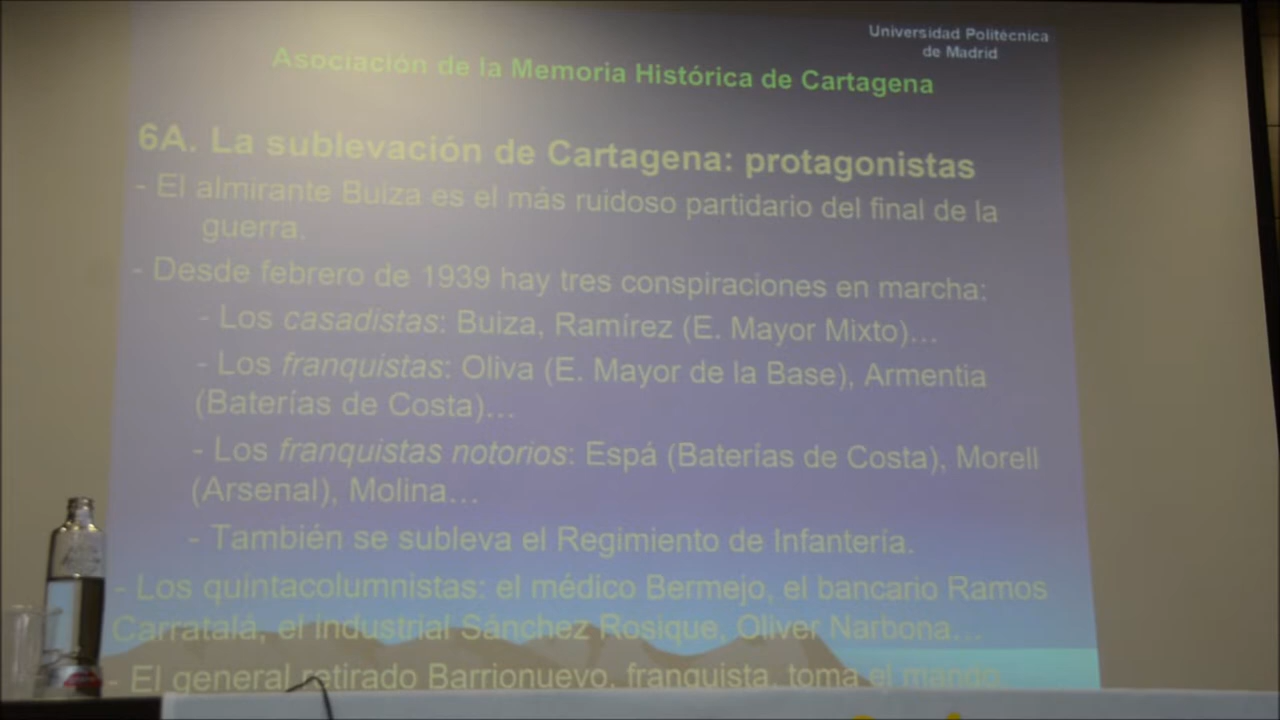 Universidad Politécnica
de Madrid
Asociación de la Memoria Histórica de Cartagena
6A. La sublevación de Cartagena: protagonistas
- El almirante Buiza es el más ruidoso partidario del final de la
guerra.
- Desde febrero de 1939 hay tres conspiraciones en marcha:
- Los casadistas: Buiza, Ramírez (E. Mayor Mixto)...
- Los franquistas: Oliva (E. Mayor de la Base), Armentia
(Baterías de Costa)...
- Los franquistas notorios: Espá (Baterías de Costa), Morell
(Arsenal), Molina...
- También se subleva el Regimiento de Infantería.
- Los quintacolumnistas: el médico Bermejo, el bancario Ramos
Carratalá, el industrial Sánchez Rosique, Oliver Narbona...
- El general retirado Barrionuevo, franquista, toma el mando.